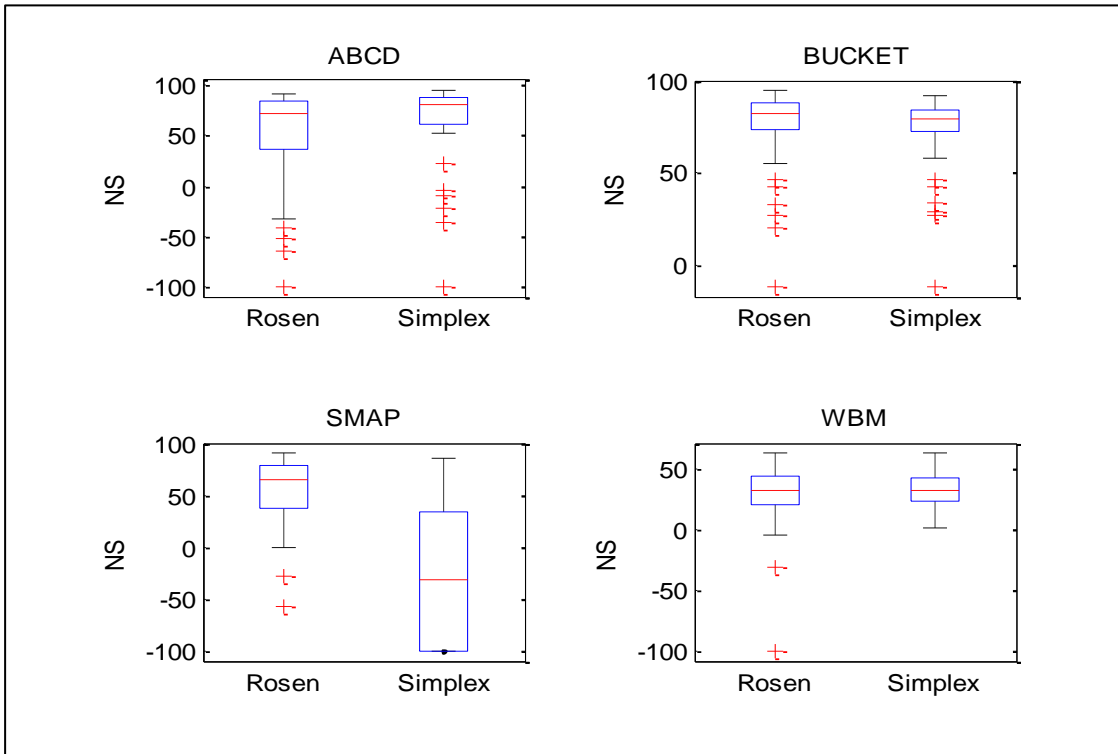 ABCD
100
50
0
-50
-100
NS
Rosen
Simplex
BUCKET
100
50
0
NS
Rosen
Simplex
SMAP
100
50
0
-50
-100
NS
Rosen
Simplex
WBM
50
0
-50
-100
NS
Rosen
Simplex